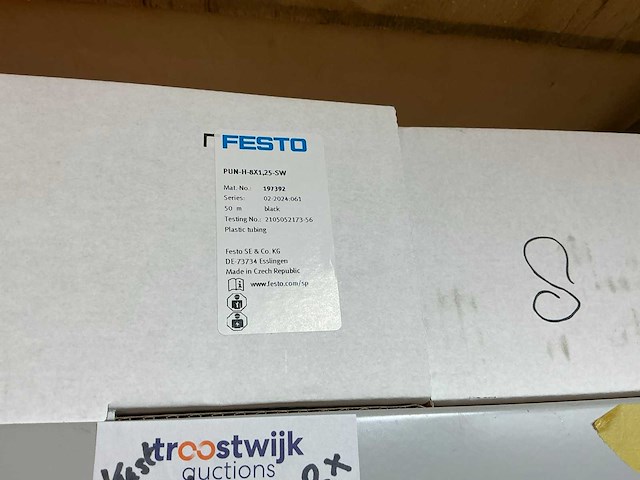 FESTO
PUN-H-8X1,25-SW
Mat. No.: 197392
Series: 02-2024:061
50 m black
Testing No.: 2105052173-56
Plastic tubing
Festo SE & Co. KG
DE-73734 Esslingen
Made in Czech Republic
www.festo.com/sp
8
troostwijk
auctions